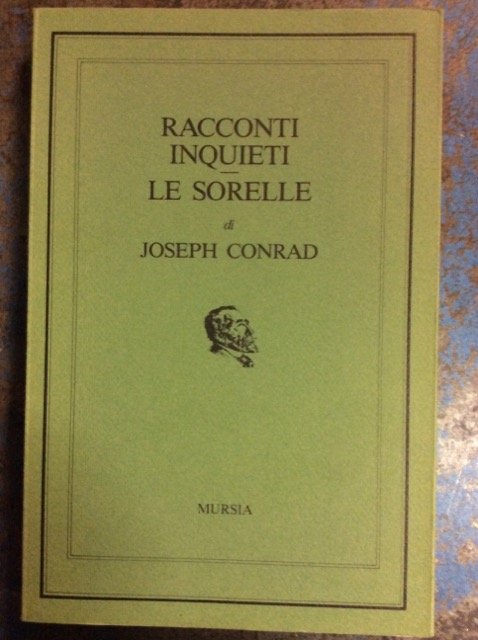 RACCONTI
INQUIETI
—
LE SORELLE
di
JOSEPH CONRAD
MURSIA